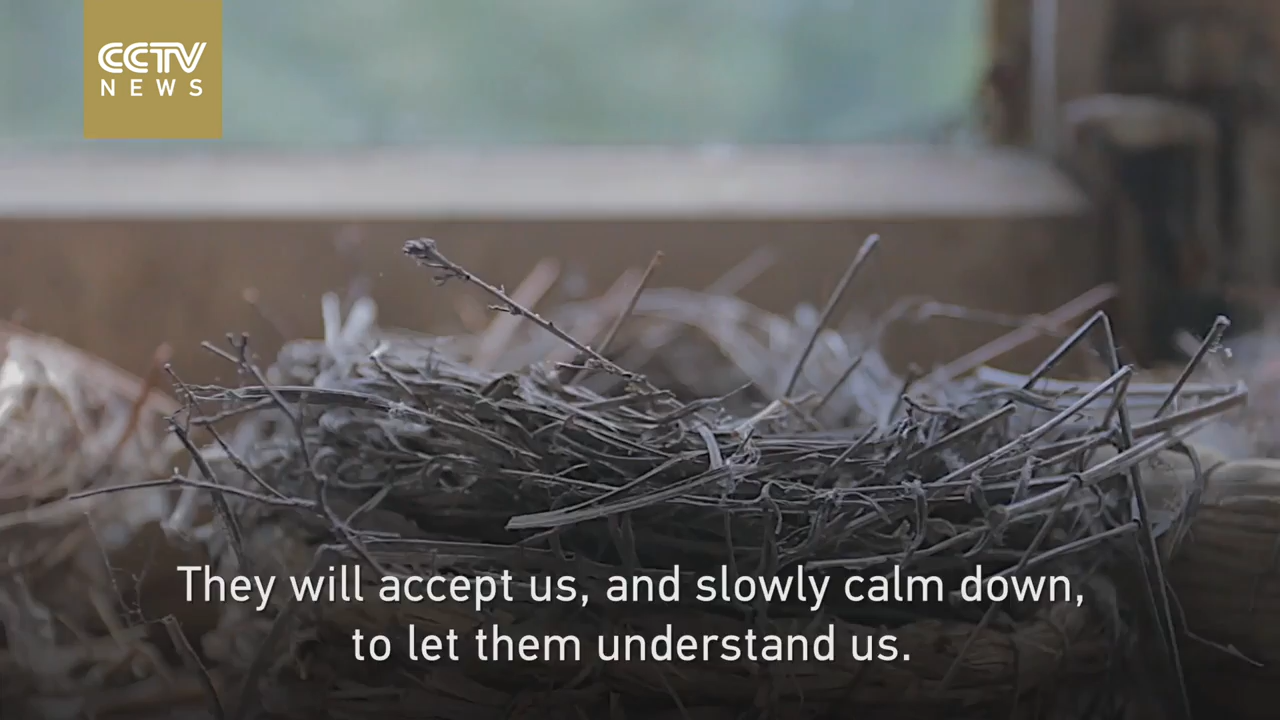 CCTV
NEWS
They will accept us, and slowly calm down,
to let them understand us.